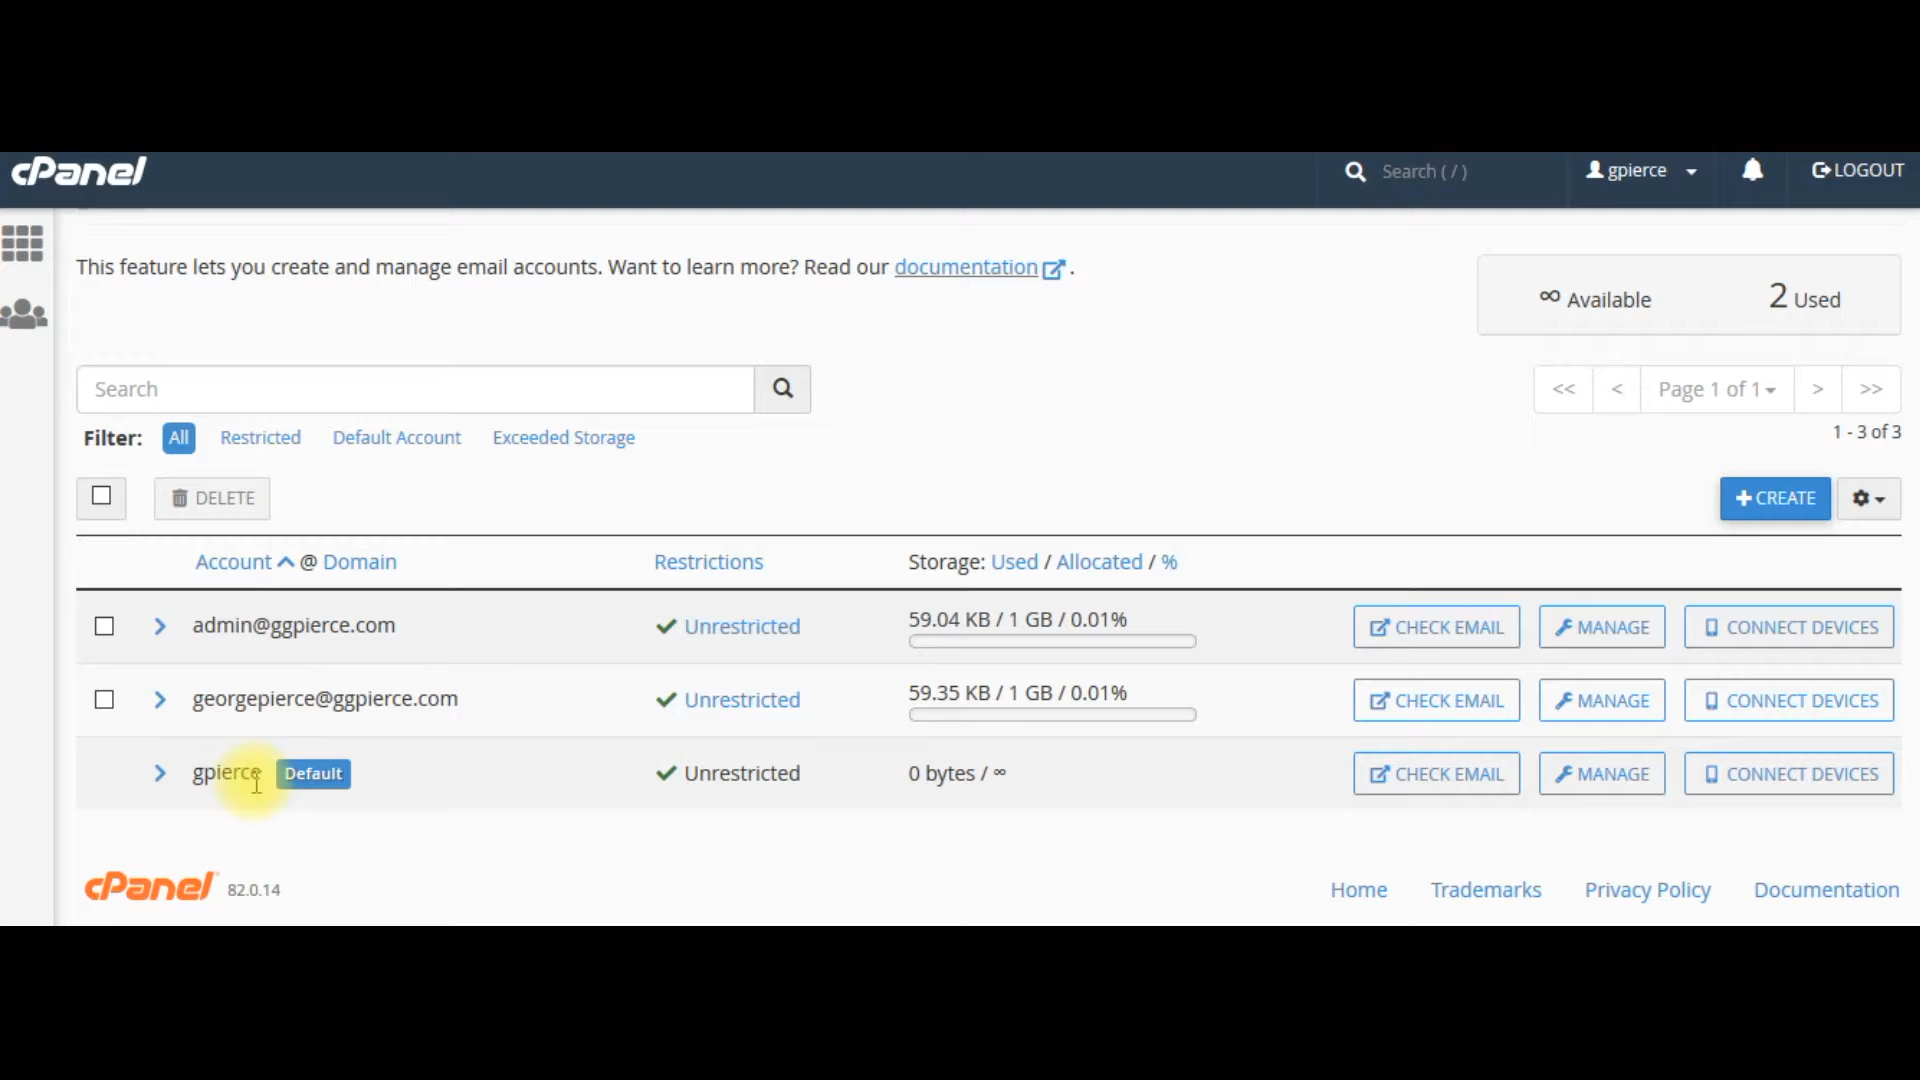 cPanel
Search ( / )
gpierce
LOGOUT
This feature lets you create and manage email accounts. Want to learn more? Read our documentation .
∞ Available
2 Used
Search
<< < Page 1 of 1 > >>
Filter: All Restricted Default Account Exceeded Storage
1 - 3 of 3
DELETE
+ CREATE
Account @ Domain
Restrictions
Storage: Used / Allocated / %
admin@ggpierce.com
Unrestricted
59.04 KB / 1 GB / 0.01%
CHECK EMAIL
MANAGE
CONNECT DEVICES
georgepierce@ggpierce.com
Unrestricted
59.35 KB / 1 GB / 0.01%
CHECK EMAIL
MANAGE
CONNECT DEVICES
gpierce Default
Unrestricted
0 bytes / ∞
CHECK EMAIL
MANAGE
CONNECT DEVICES
cPanel 82.0.14
Home
Trademarks
Privacy Policy
Documentation